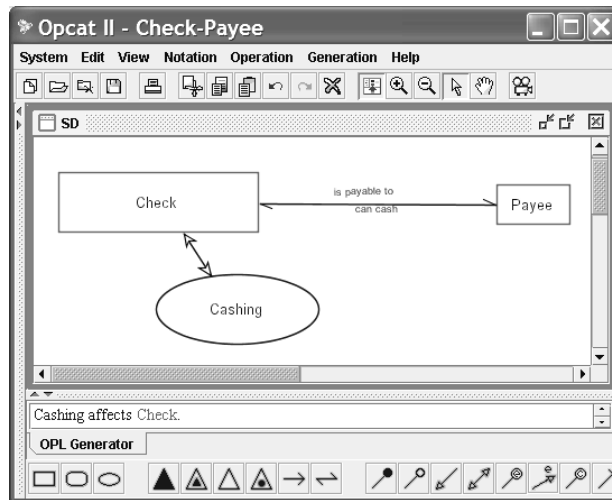 Opcat II - Check-Payee
System Edit View Notation Operation Generation Help
SD
Check
is payable to
can cash
Payee
Cashing
Cashing affects Check.
OPL Generator